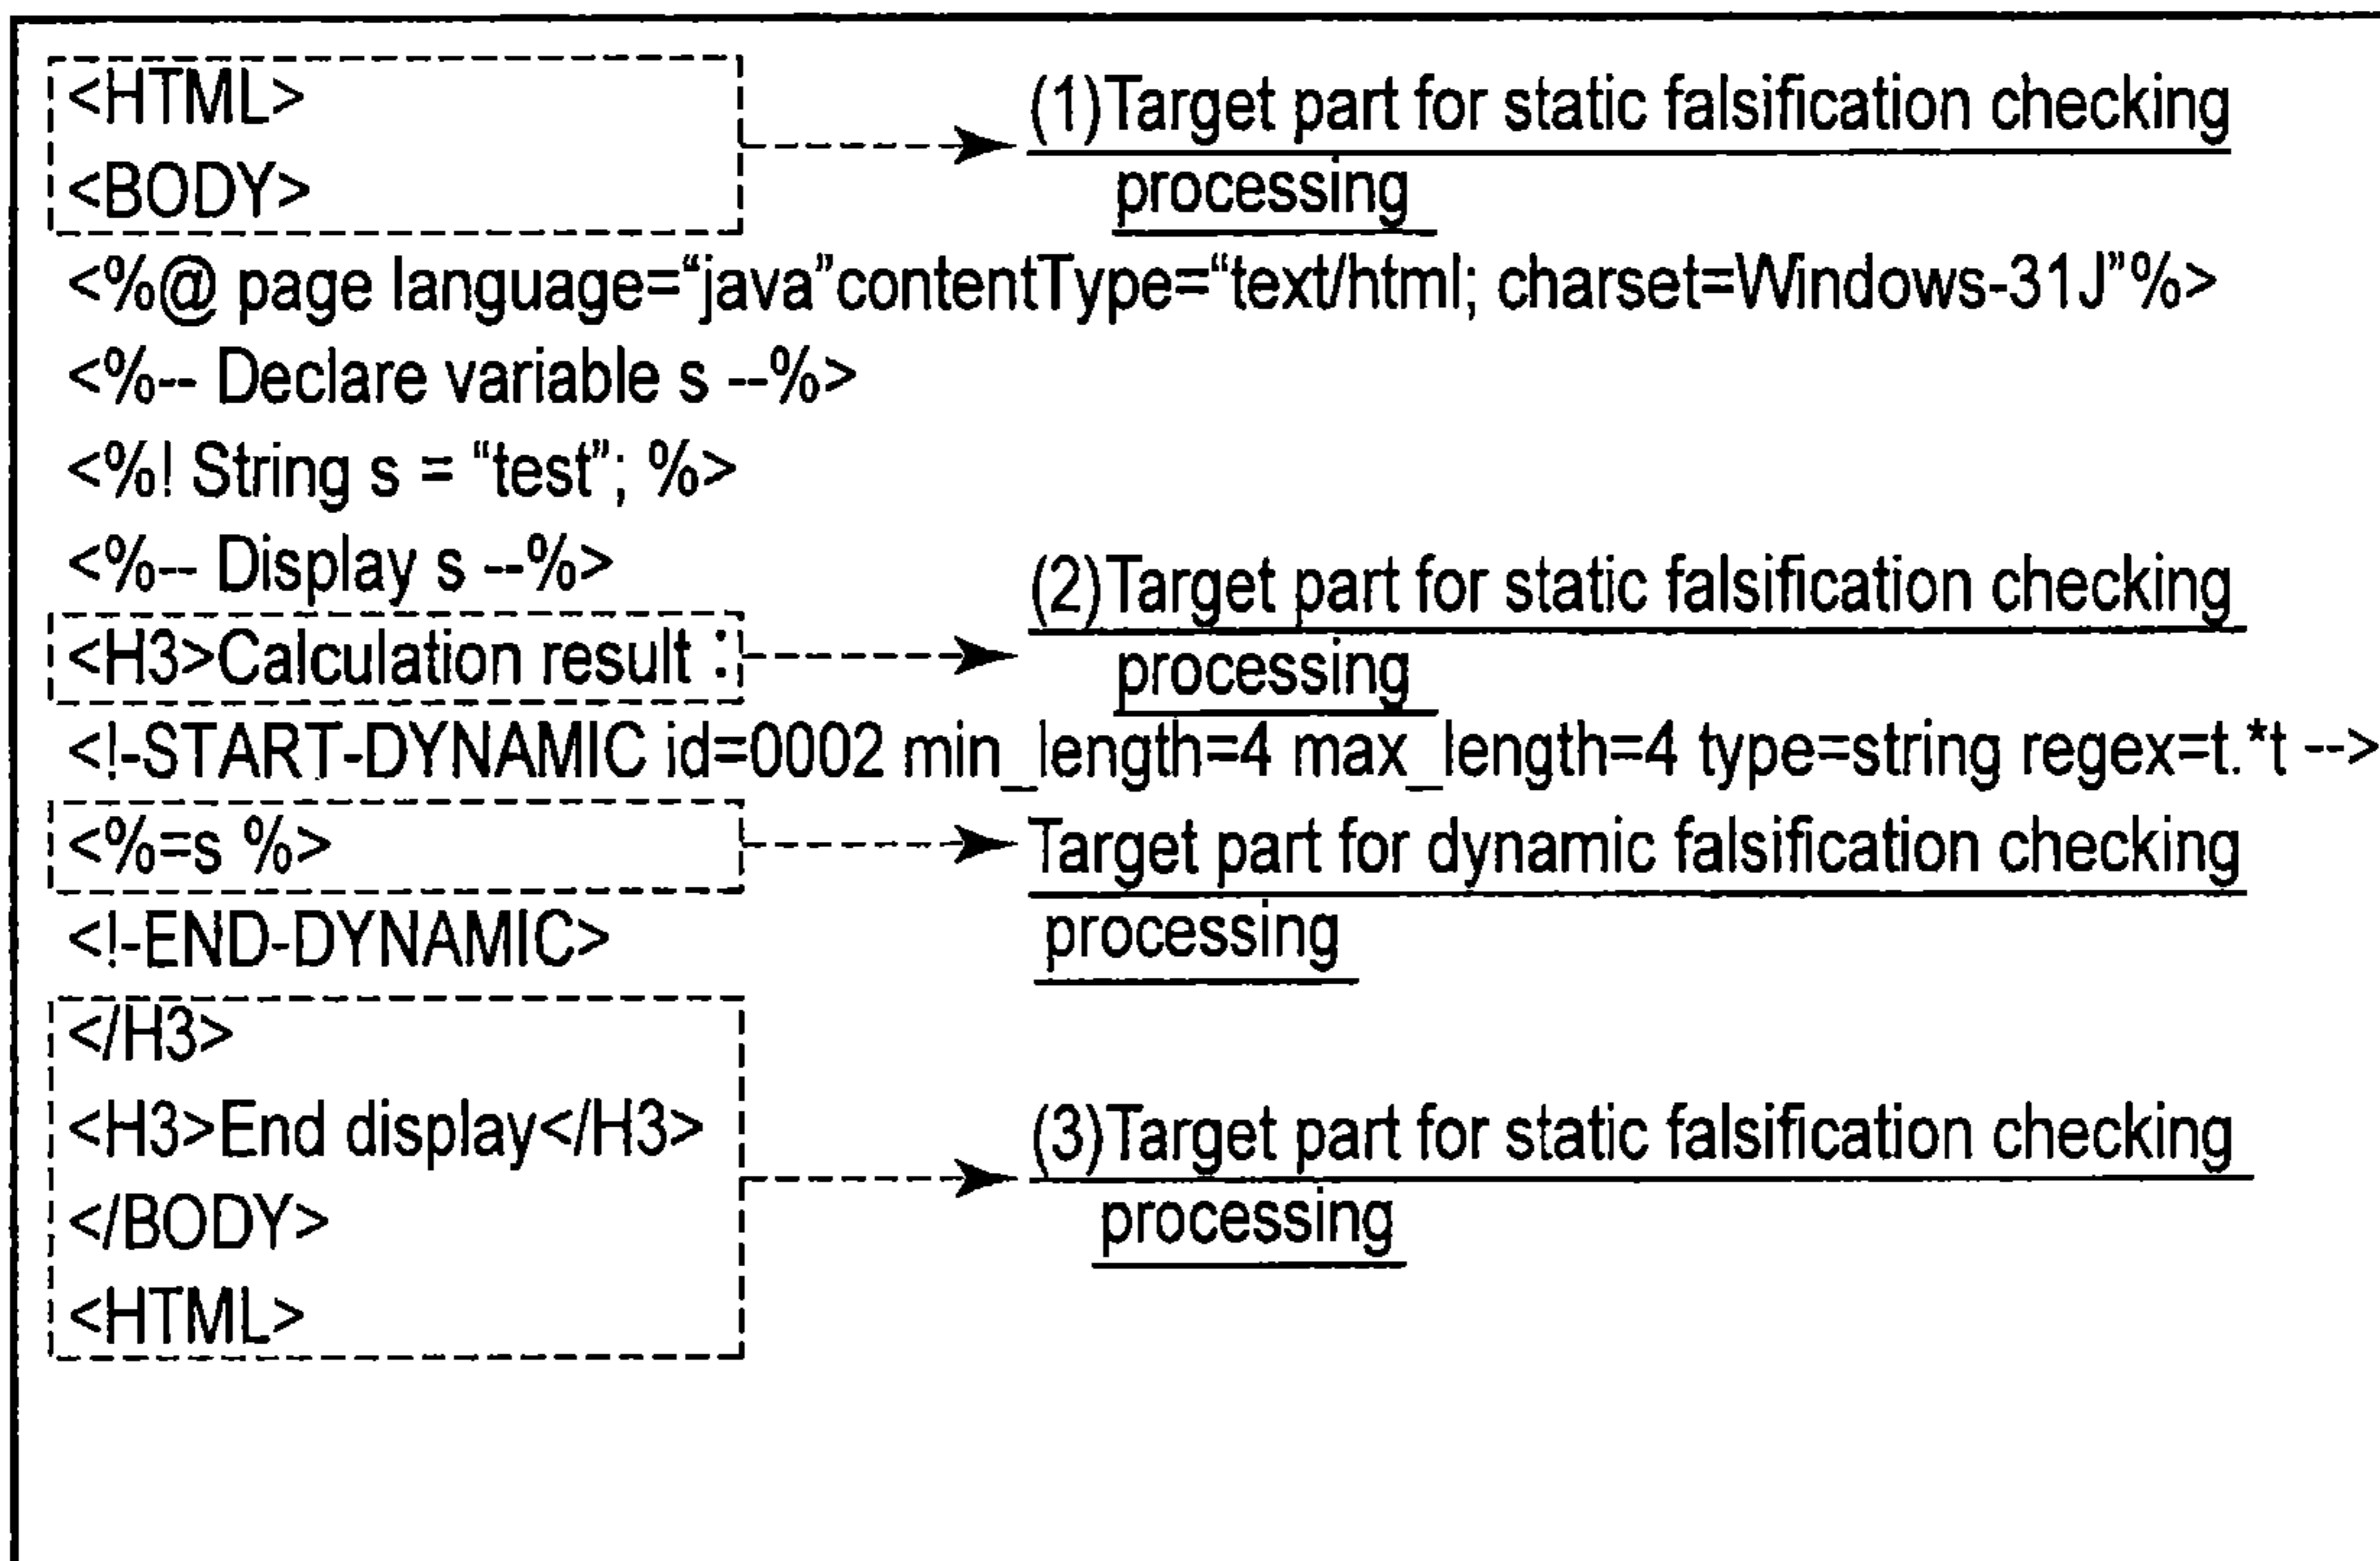 <HTML>
(1)Target part for static falsification checking
<BODY>
processing
<%@ page language=“java”contentType=“text/html; charset=Windows-31J”%>
<%-- Declare variable s --%>
<%! String s = “test”; %>
<%-- Display s --%>
(2)Target part for static falsification checking
<H3>Calculation result :
processing
<!-START-DYNAMIC id=0002 min_length=4 max_length=4 type=string regex=t.*t -->
<%=s %>
Target part for dynamic falsification checking
<!-END-DYNAMIC>
processing
</H3>
<H3>End display</H3>
(3)Target part for static falsification checking
</BODY>
processing
<HTML>